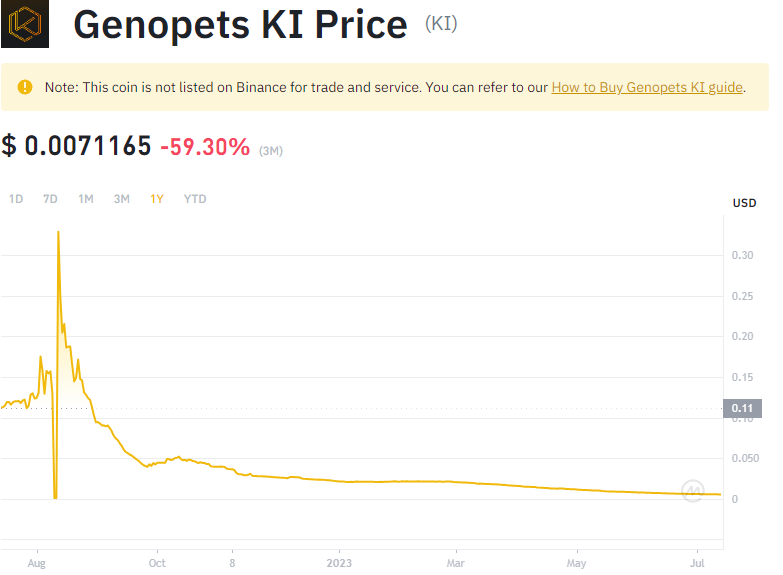 Genopets KI Price (KI)
Note: This coin is not listed on Binance for trade and service. You can refer to our How to Buy Genopets KI guide.
$ 0.0071165 -59.30% (3M)
1D 7D 1M 3M 1Y YTD
USD
0.30
0.25
0.20
0.15
0.11
0.10
0.050
0
Aug Oct 8 2023 Mar May Jul